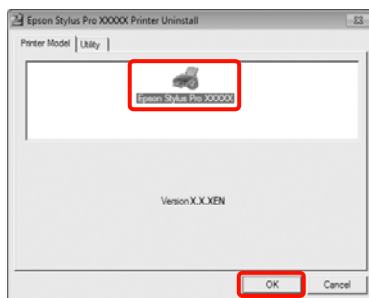 Epson Stylus Pro XXXXX Printer Uninstall
Printer Model Utility
Epson Stylus Pro XXXXX
Version X.X.XEN
OK Cancel